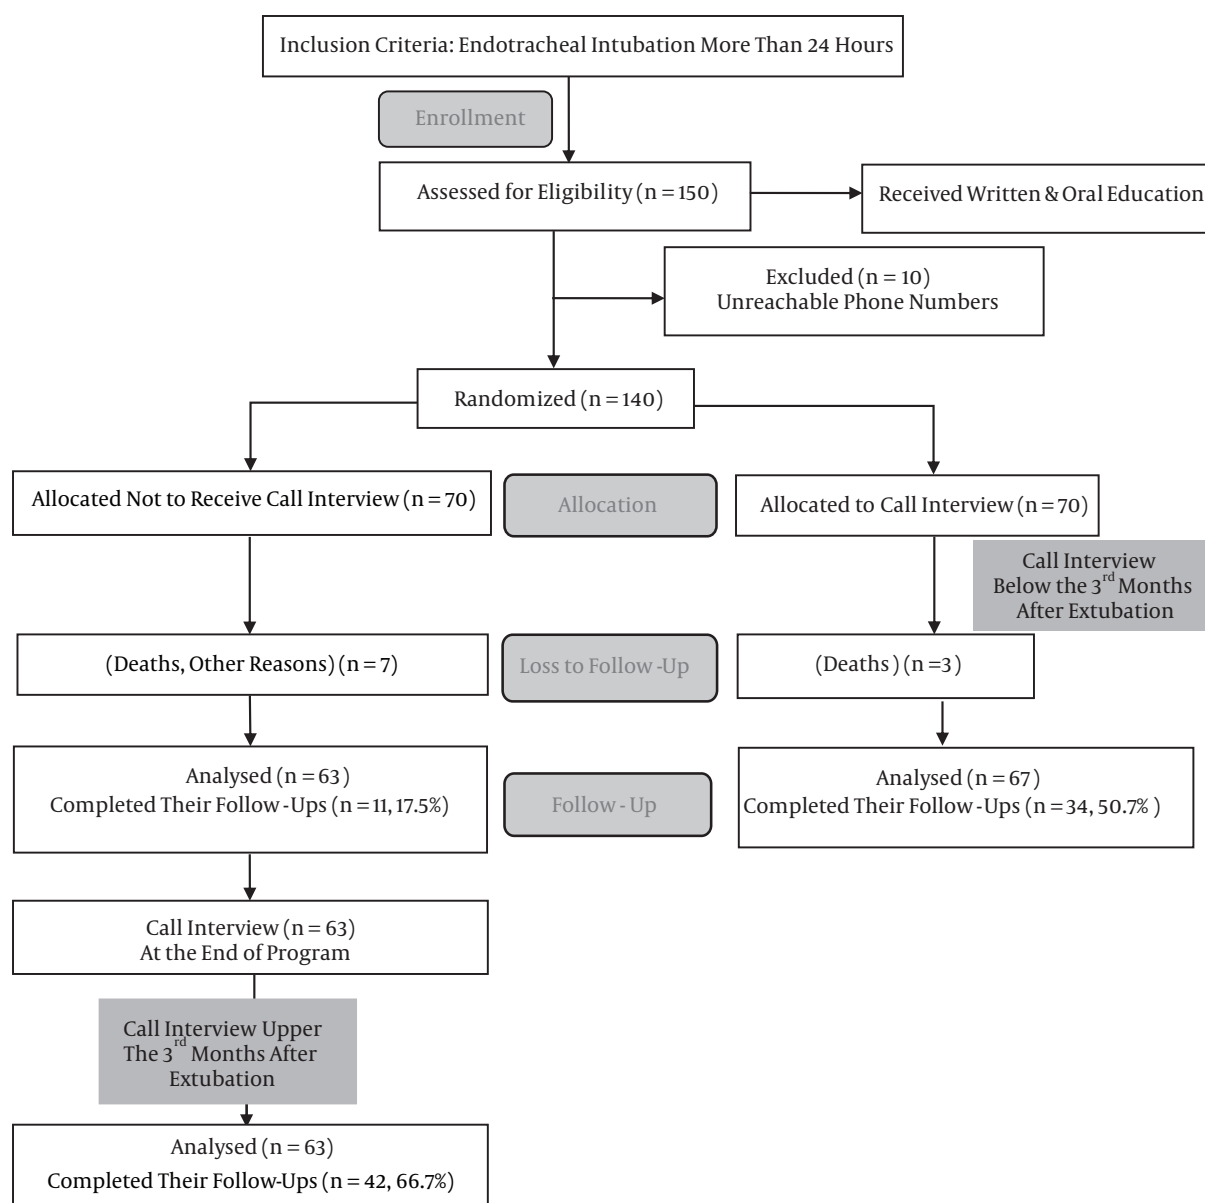 Inclusion Criteria: Endotracheal Intubation More Than 24 Hours
Enrollment
Assessed for Eligibility (n = 150)
Received Written & Oral Education
Excluded (n = 10)
Unreachable Phone Numbers
Randomized (n = 140)
Allocated Not to Receive Call Interview (n = 70)
Allocation
Allocated to Call Interview (n = 70)
Call Interview
Below the 3rd Months
After Extubation
(Deaths, Other Reasons) (n = 7)
Loss to Follow -Up
(Deaths ) (n =3)
Analysed (n = 63)
Completed Their Follow -Ups (n = 11, 17.5%)
Follow - Up
Analysed (n = 67)
Completed Their Follow -Ups (n = 34, 50.7% )
Call Interview (n = 63)
At the End of Program
Call Interview Upper
The 3rd Months After
Extubation
Analysed (n = 63)
Completed Their Follow-Ups (n = 42, 66.7%)